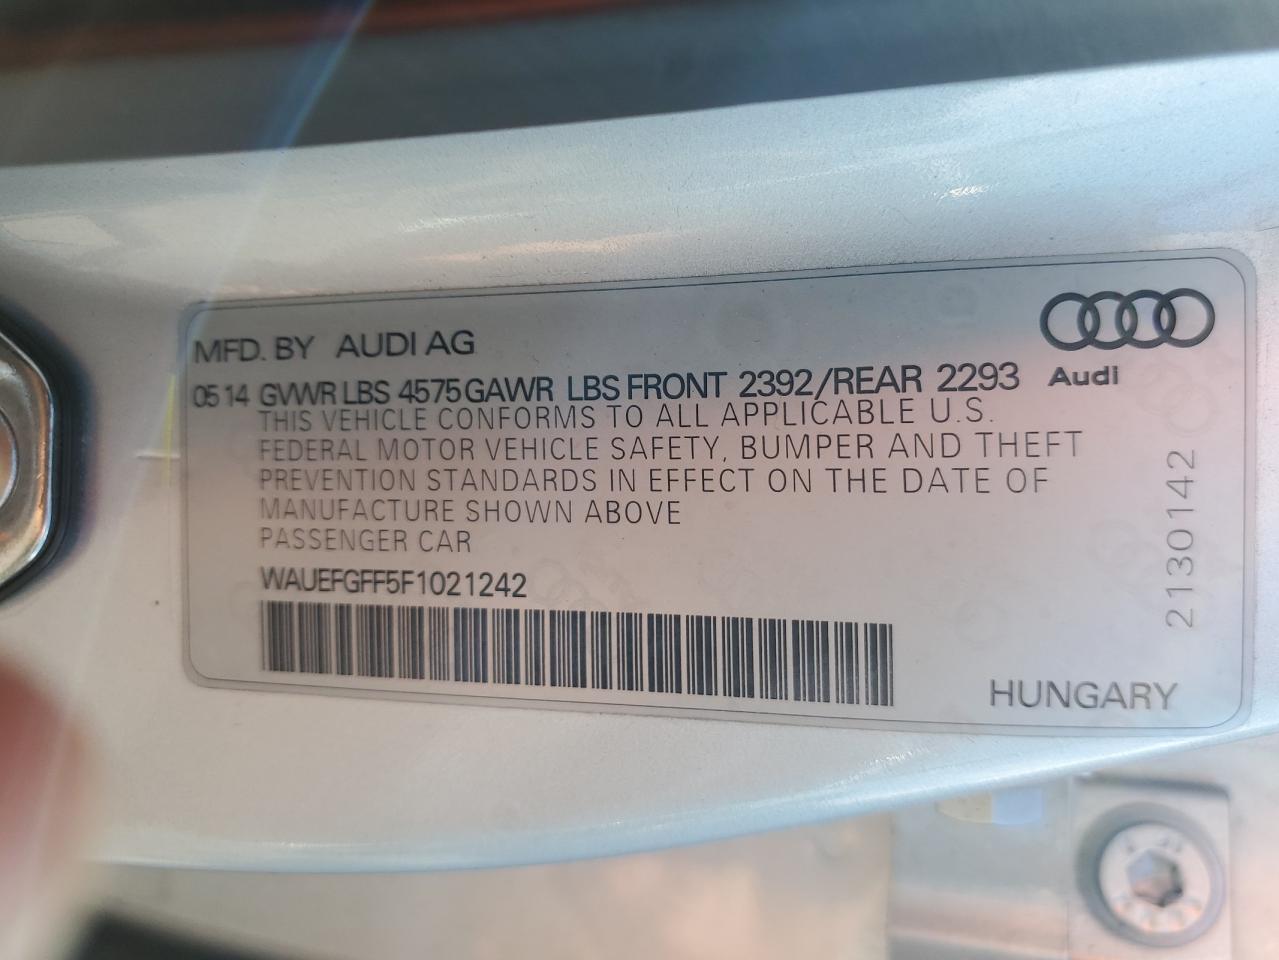 MFD. BY AUDI AG
05 14 GVWR LBS 4575 GAWR LBS FRONT 2392/REAR 2293
Audi
THIS VEHICLE CONFORMS TO ALL APPLICABLE U.S.
FEDERAL MOTOR VEHICLE SAFETY, BUMPER AND THEFT
PREVENTION STANDARDS IN EFFECT ON THE DATE OF
MANUFACTURE SHOWN ABOVE
PASSENGER CAR
WAUEFGFF5F1021242
HUNGARY
2130142